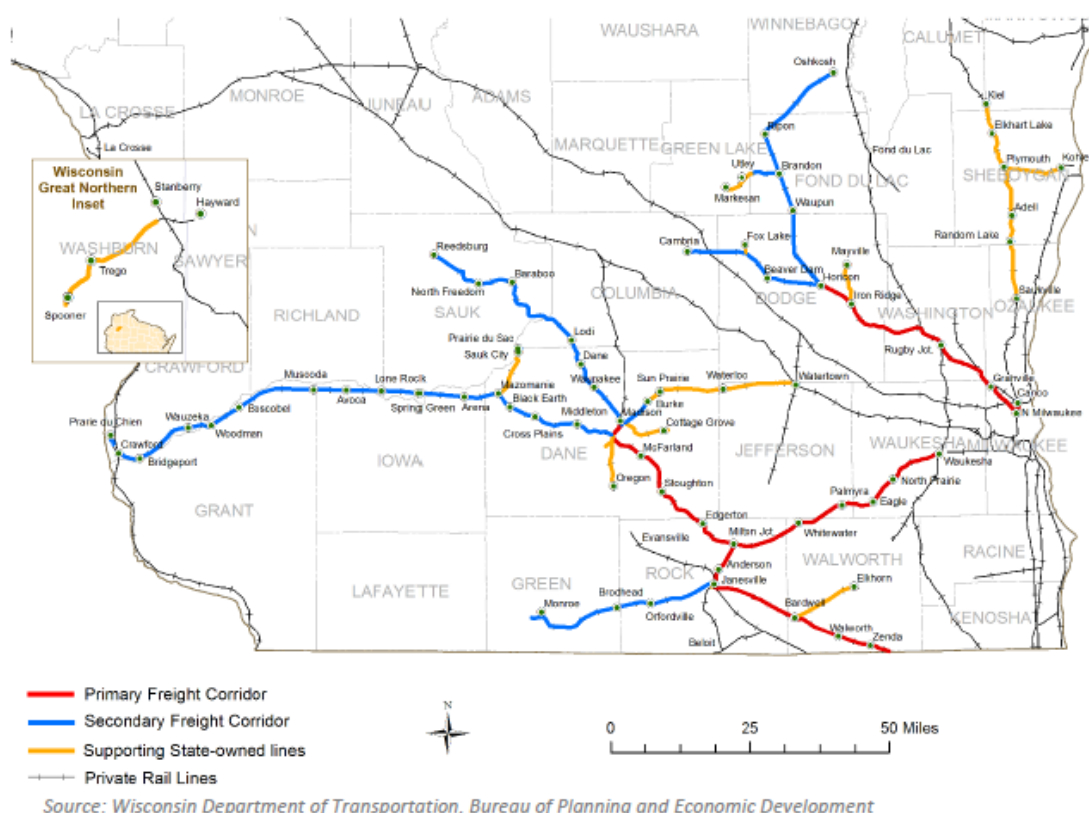 WINNEBAGO
WAUSHARA
CALUMET
Oshkosh
MONROE
JUNEAU
ADAMS
LA CROSSE
Kiel
La Crosse
Elkhart Lake
Ripon
MARQUETTE
GREEN LAKE
Fond du Lac
Wisconsin
Great Northern
Inset
Utley
Brandon
Plymouth
Kohler
Stanberry
Markesan
FOND DU LAC
SHEBOYGAN
Hayward
Waupun
Adell
WASHBURN
SAWYER
Trego
Spooner
Reedsburg
Cambria
Fox Lake
Random Lake
Baraboo
Mayville
Beaver Dam
Horicon
North Freedom
COLUMBIA
DODGE
Iron Ridge
Saukville
OZAUKEE
SAUK
WASHINGTON
RICHLAND
Prairie du Sac
Sauk City
Lodi
Rugby Jct.
CRAWFORD
Dane
Muscoda
Lone Rock
Mazomanie
Waunakee
Sun Prairie
Waterloo
Watertown
Granville
Canco
Avoca
Spring Green
Arena
Black Earth
Burke
N Milwaukee
Boscobel
Middleton
Madison
Prarie du Chien
Wauzeka
Woodman
Cross Plains
Cottage Grove
Crawford
Bridgeport
IOWA
DANE
McFarland
JEFFERSON
WAUKESHA
MILWAUKEE
Waukesha
Oregon
Stoughton
North Prairie
GRANT
Palmyra
Eagle
Edgerton
Evansville
Milton Jct.
Whitewater
RACINE
LAFAYETTE
GREEN
ROCK
Anderson
Janesville
WALWORTH
Elkhorn
Monroe
Brodhead
Orfordville
Bardwell
KENOSHA
Beloit
Walworth
Zenda
Primary Freight Corridor
Secondary Freight Corridor
Supporting State-owned lines
Private Rail Lines
N
0 25 50 Miles
Source: Wisconsin Department of Transportation, Bureau of Planning and Economic Development